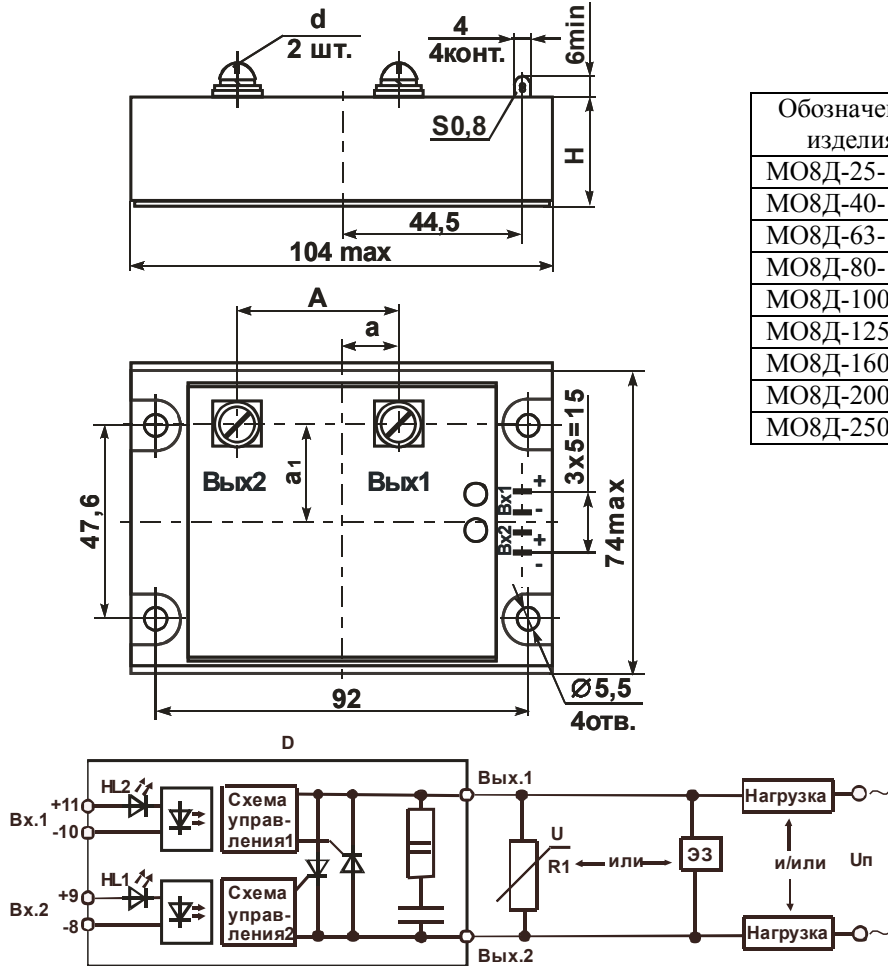 d
2 шт.
4
4конт.
6min
S0,8
H
44,5
104 max
A
a
a1
47,6
Вых2
Вых1
Вх1
Вх2
+
-
+
-
3x5=15
74max
92
Ø5,5
4отв.
Обозначе
изделия
МО8Д-25-
МО8Д-40-
МО8Д-63-
МО8Д-80-
МО8Д-100
МО8Д-125
МО8Д-160
МО8Д-200
МО8Д-250
D
Вх.1
+11
-10
HL2
Схема
управ-
ления1
Вх.2
+9
-8
HL1
Схема
управ-
ления2
Вых.1
Вых.2
U
R1
или
ЭЗ
Нагрузка
и/или
Нагрузка
Uп
~
~